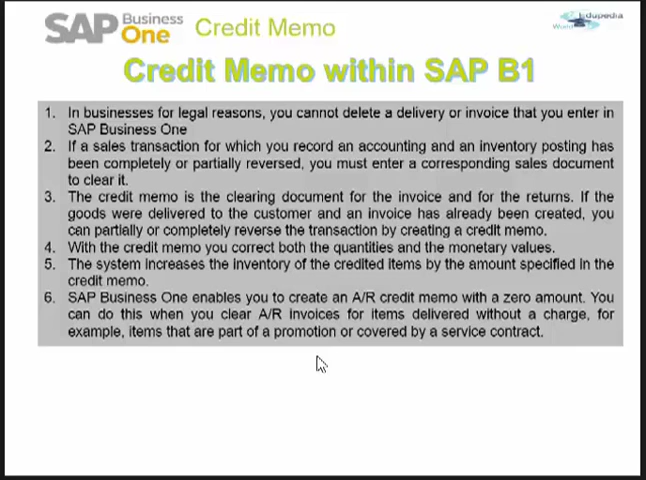 SAP Business One Credit Memo
Edupedia
World
Credit Memo within SAP B1
1. In businesses for legal reasons, you cannot delete a delivery or invoice that you enter in
SAP Business One
2. If a sales transaction for which you record an accounting and an inventory posting has
been completely or partially reversed, you must enter a corresponding sales document
to clear it.
3. The credit memo is the clearing document for the invoice and for the returns. If the
goods were delivered to the customer and an invoice has already been created, you
can partially or completely reverse the transaction by creating a credit memo.
4. With the credit memo you correct both the quantities and the monetary values.
5. The system increases the inventory of the credited items by the amount specified in the
credit memo.
6. SAP Business One enables you to create an A/R credit memo with a zero amount. You
can do this when you clear A/R invoices for items delivered without a charge, for
example, items that are part of a promotion or covered by a service contract.